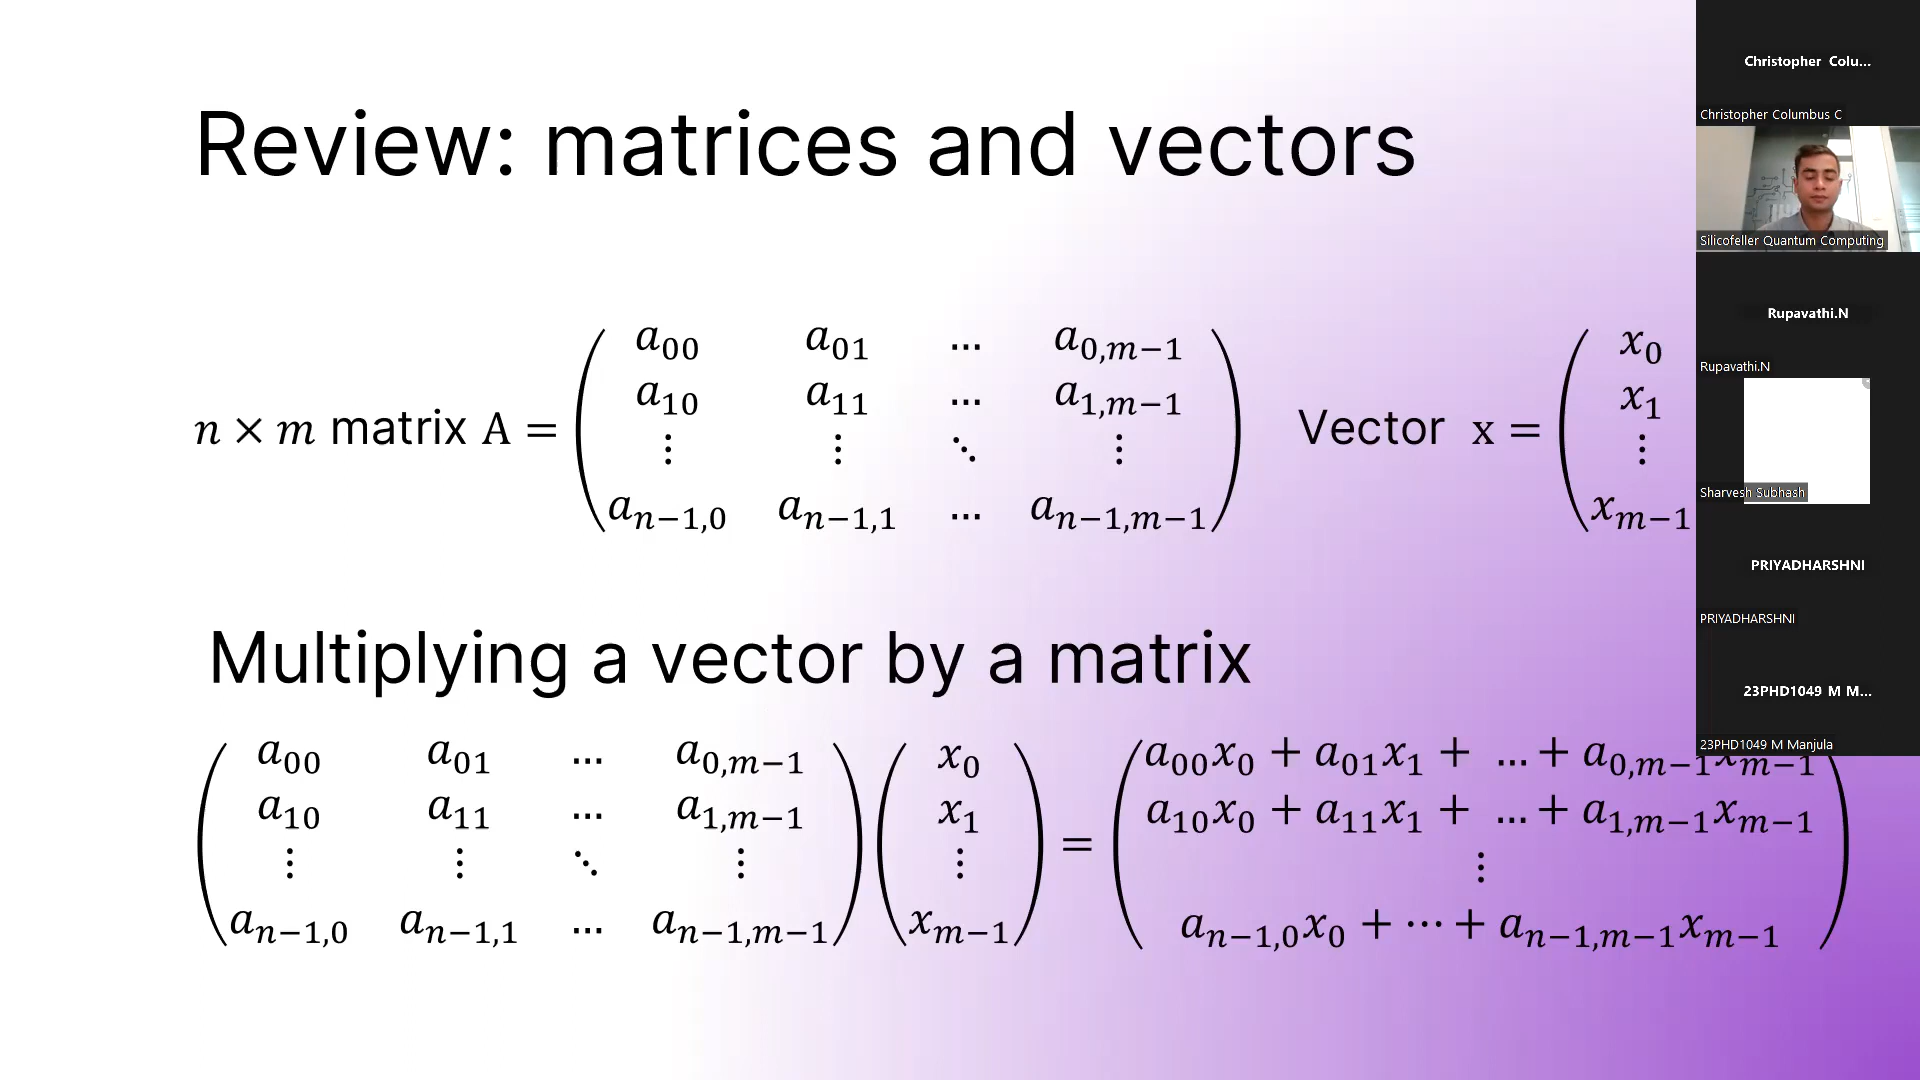 Review: matrices and vectors
n × m matrix A = ( a00 a01 … a0,m−1
a10 a11 … a1,m−1
⋮ ⋮ ⋱ ⋮
an−1,0 an−1,1 … an−1,m−1 )
Vector x = ( x0
x1
⋮
xm−1
Multiplying a vector by a matrix
( a00 a01 … a0,m−1
a10 a11 … a1,m−1
⋮ ⋮ ⋱ ⋮
an−1,0 an−1,1 … an−1,m−1 )
( x0
x1
⋮
xm−1 )
= ( a00x0 + a01x1 + … + a0,m−1xm−1
a10x0 + a11x1 + … + a1,m−1xm−1
⋮
an−1,0x0 + ⋯ + an−1,m−1xm−1 )
Christopher Colu...
Christopher Columbus C
Silicofeller Quantum Computing
Rupavathi.N
Rupavathi.N
Sharvesh Subhash
PRIYADHARSHNI
PRIYADHARSHNI
23PHD1049 M M...
23PHD1049 M Manjula